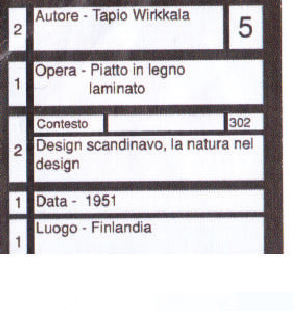 2 Autore - Tapio Wirkkala 5
1 Opera - Piatto in legno
laminato
Contesto 302
2 Design scandinavo, la natura nel
design
1 Data - 1951
1 Luogo - Finlandia